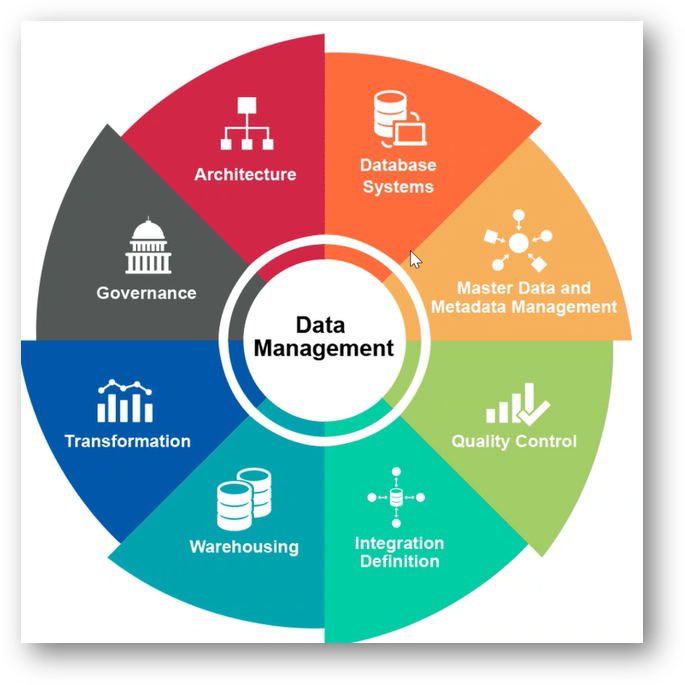 Architecture
Database
Systems
Governance
Master Data and
Metadata Management
Data
Management
Transformation
Quality Control
Warehousing
Integration
Definition